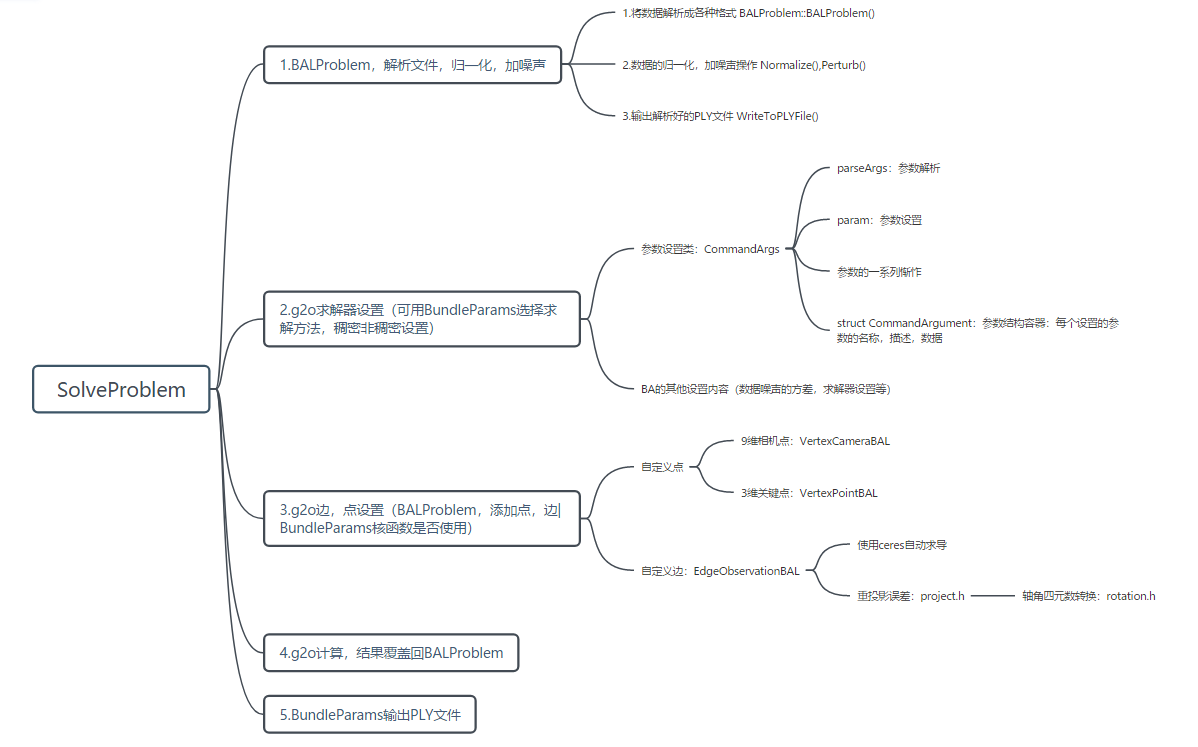 SolveProblem
1.BALProblem，解析文件，归一化，加噪声
1.将数据解析成各种格式 BALProblem::BALProblem()
2.数据的归一化，加噪声操作 Normalize(),Perturb()
3.输出解析好的PLY文件 WriteToPLYFile()
2.g2o求解器设置（可用BundleParams选择求
解方法，稠密非稠密设置）
参数设置类：CommandArgs
parseArgs：参数解析
param：参数设置
参数的一系列惭作
struct CommandArgument：参数结构容器：每个设置的参
数的名称，描述，数据
BA的其他设置内容（数据噪声的方差，求解器设置等）
3.g2o边，点设置（BALProblem，添加点，边|
BundleParams核函数是否使用）
自定义点
9维相机点：VertexCameraBAL
3维关键点：VertexPointBAL
自定义边：EdgeObservationBAL
使用ceres自动求导
重投影误差：project.h
轴角四元数转换：rotation.h
4.g2o计算，结果覆盖回BALProblem
5.BundleParams输出PLY文件